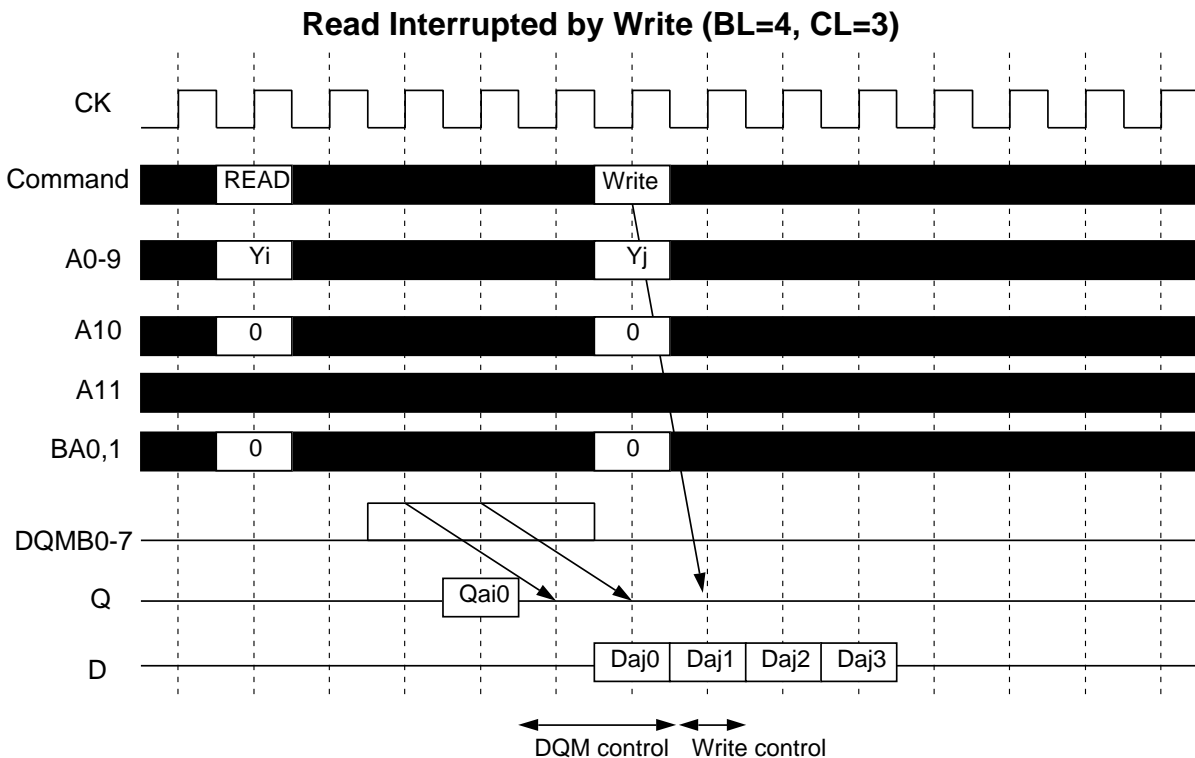 Read Interrupted by Write (BL=4, CL=3)
CK
Command READ Write
A0-9 Yi Yj
A10 0 0
A11
BA0,1 0 0
DQMB0-7
Q Qai0
D Daj0 Daj1 Daj2 Daj3
DQM control Write control